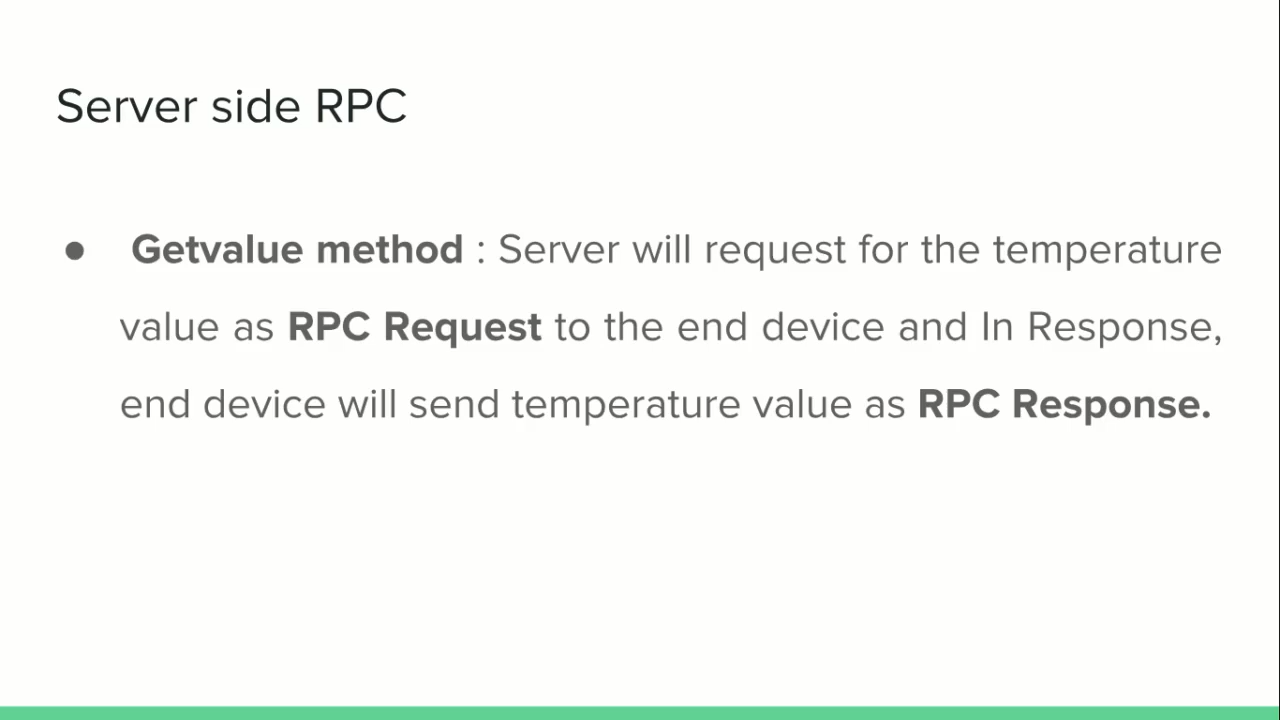 Server side RPC
● Getvalue method : Server will request for the temperature
value as RPC Request to the end device and In Response,
end device will send temperature value as RPC Response.